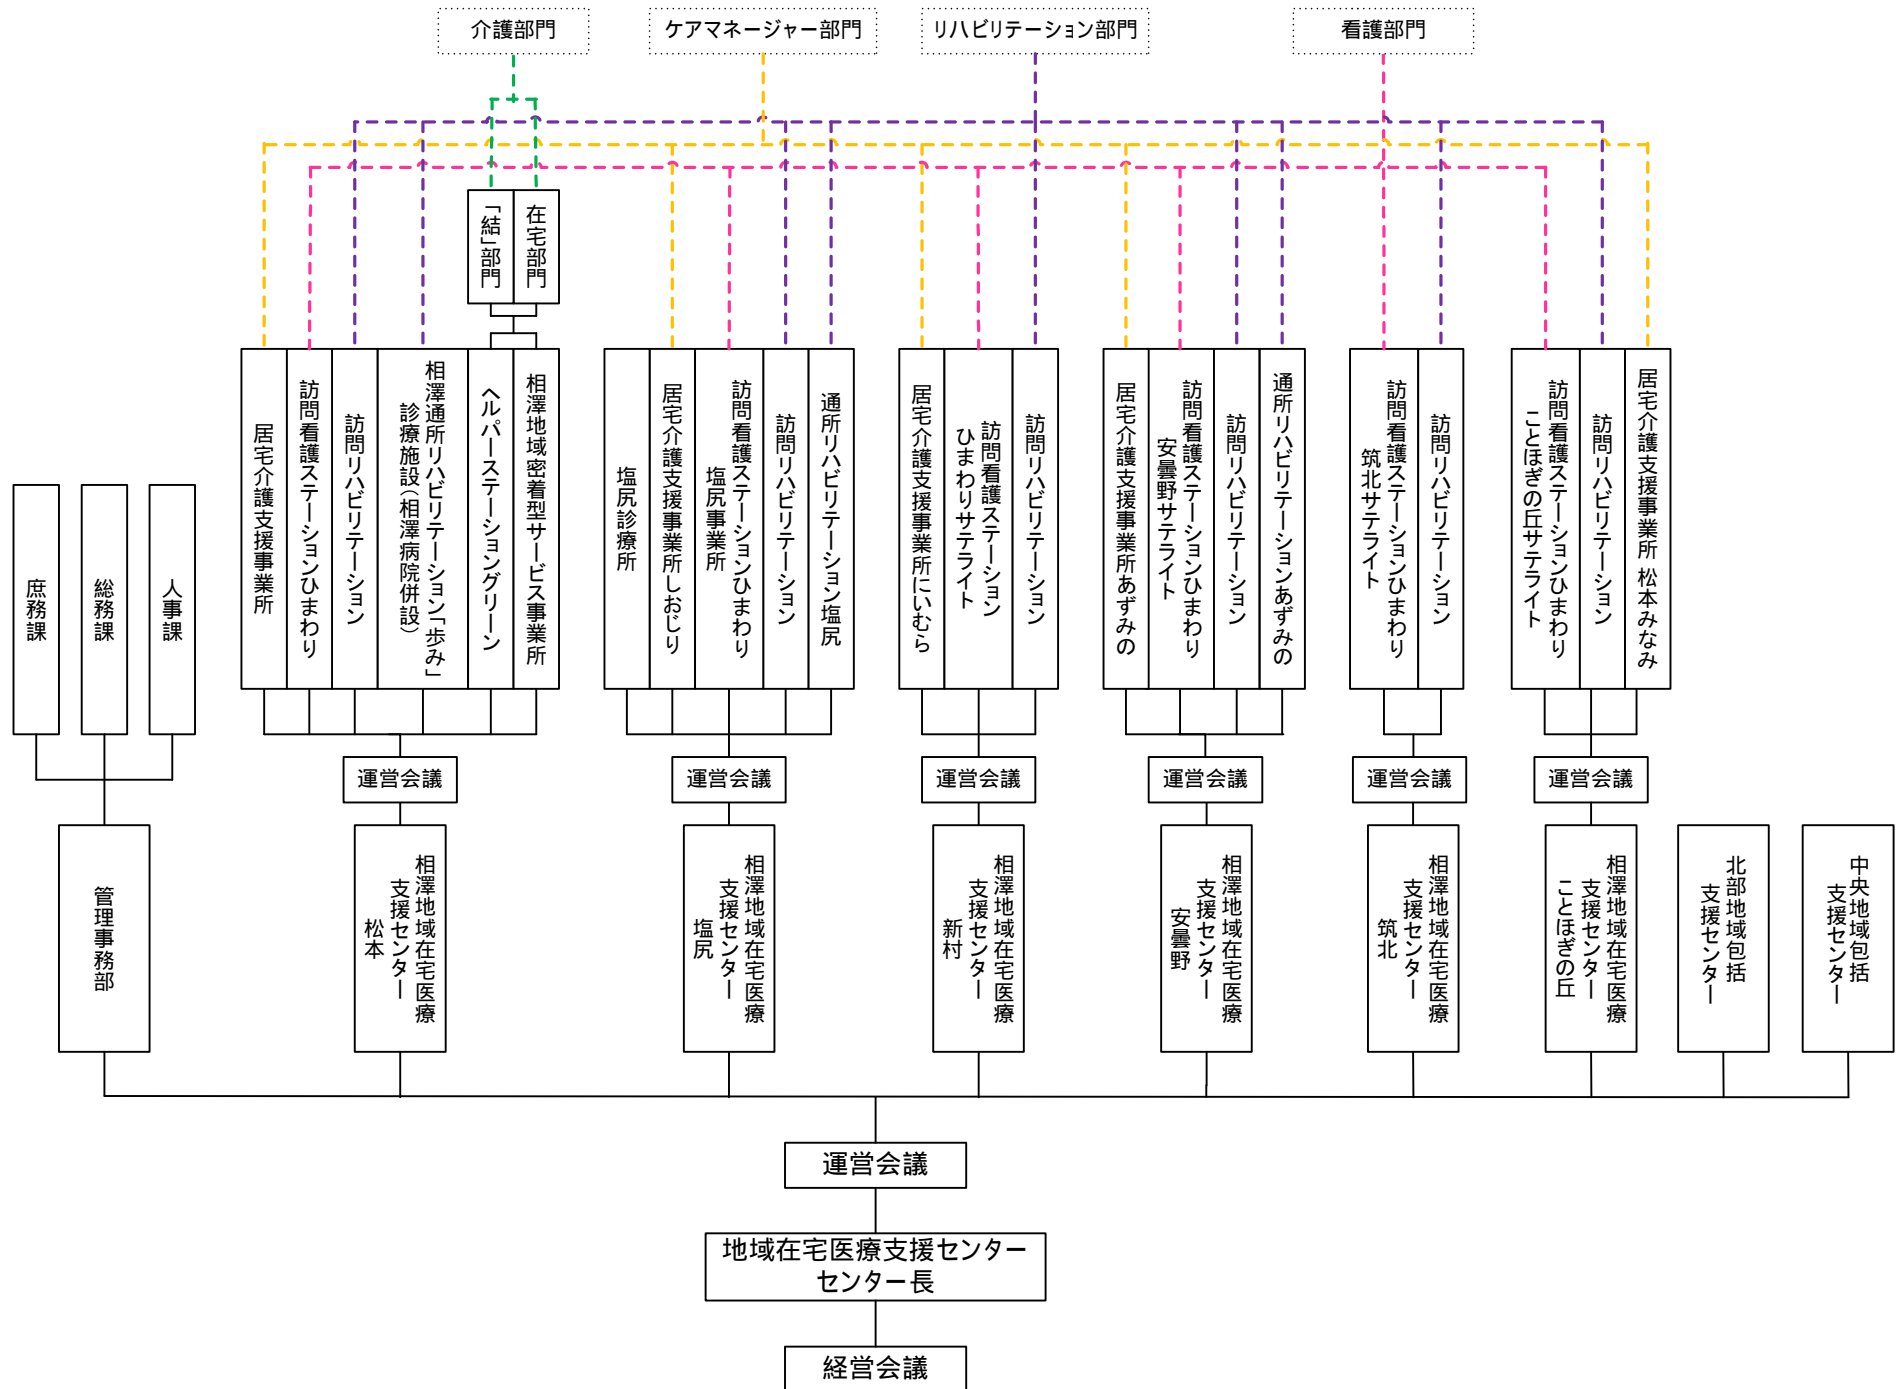 介護部門
ケアマネージャー部門
リハビリテーション部門
看護部門
「結」部門
在宅部門
居宅介護支援事業所
訪問看護ステーションひまわり
訪問リハビリテーション
相澤通所リハビリテーション「歩み」
診療施設（相澤病院併設）
ヘルパーステーショングリーン
相澤地域密着型サービス事業所
塩尻診療所
居宅介護支援事業所しおじり
訪問看護ステーションひまわり
塩尻事業所
訪問リハビリテーション
通所リハビリテーション塩尻
居宅介護支援事業所にいむら
訪問看護ステーション
ひまわりサテライト
訪問リハビリテーション
居宅介護支援事業所あずみの
訪問看護ステーションひまわり
安曇野サテライト
訪問リハビリテーション
通所リハビリテーションあずみの
訪問看護ステーションひまわり
筑北サテライト
訪問リハビリテーション
訪問看護ステーションひまわり
ことほぎの丘サテライト
訪問リハビリテーション
居宅介護支援事業所 松本みなみ
庶務課
総務課
人事課
運営会議
運営会議
運営会議
運営会議
運営会議
運営会議
管理事務部
相澤地域在宅医療
支援センター
松本
相澤地域在宅医療
支援センター
塩尻
相澤地域在宅医療
支援センター
新村
相澤地域在宅医療
支援センター
安曇野
相澤地域在宅医療
支援センター
筑北
相澤地域在宅医療
支援センター
ことほぎの丘
北部地域包括
支援センター
中央地域包括
支援センター
運営会議
地域在宅医療支援センター
センター長
経営会議